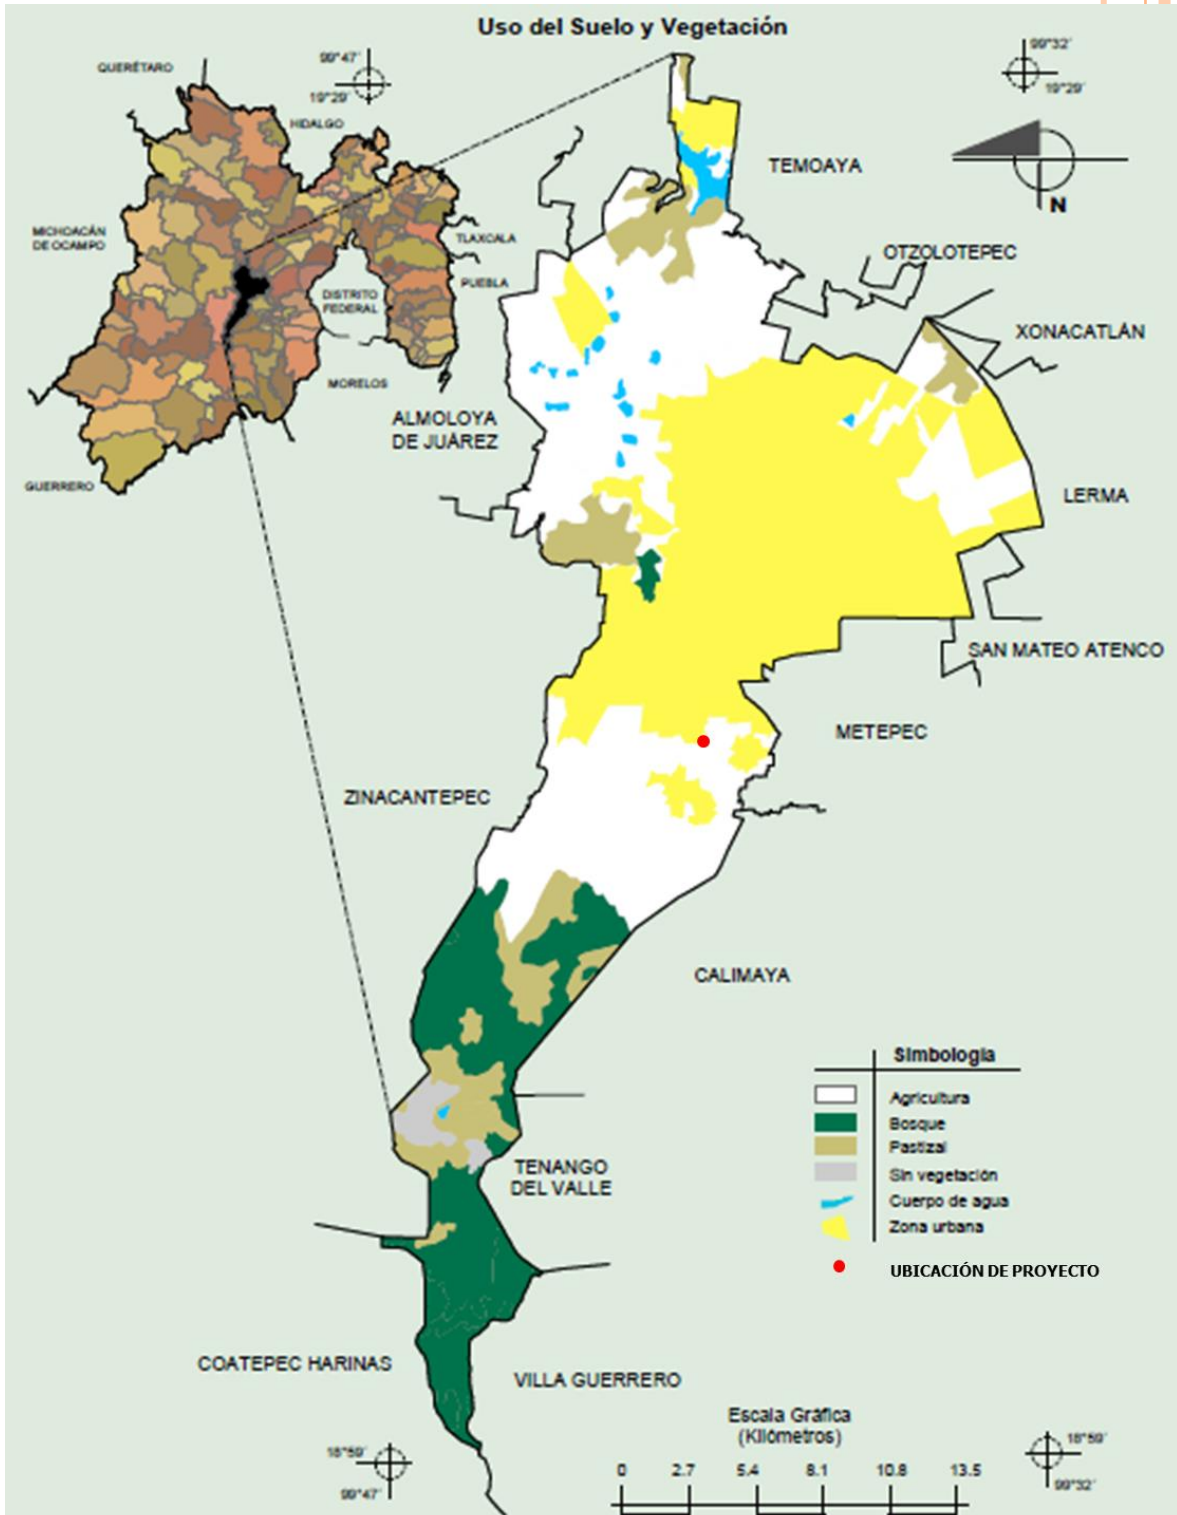 Uso del Suelo y Vegetación
99°47´
19°29´
99°32´
19°29´
QUERÉTARO
HIDALGO
MICHOACÁN
DE OCAMPO
TLAXCALA
PUEBLA
DISTRITO
FEDERAL
MORELOS
GUERRERO
N
TEMOAYA
OTZOLOTEPEC
XONACATLÁN
ALMOLOYA
DE JUÁREZ
LERMA
SAN MATEO ATENCO
METEPEC
ZINACANTEPEC
CALIMAYA
Simbología
Agricultura
Bosque
Pastizal
Sin vegetación
Cuerpo de agua
Zona urbana
UBICACIÓN DE PROYECTO
TENANGO
DEL VALLE
COATEPEC HARINAS
VILLA GUERRERO
Escala Gráfica
(Kilómetros)
0 2.7 5.4 8.1 10.8 13.5
18°59´
99°47´
18°59´
99°32´